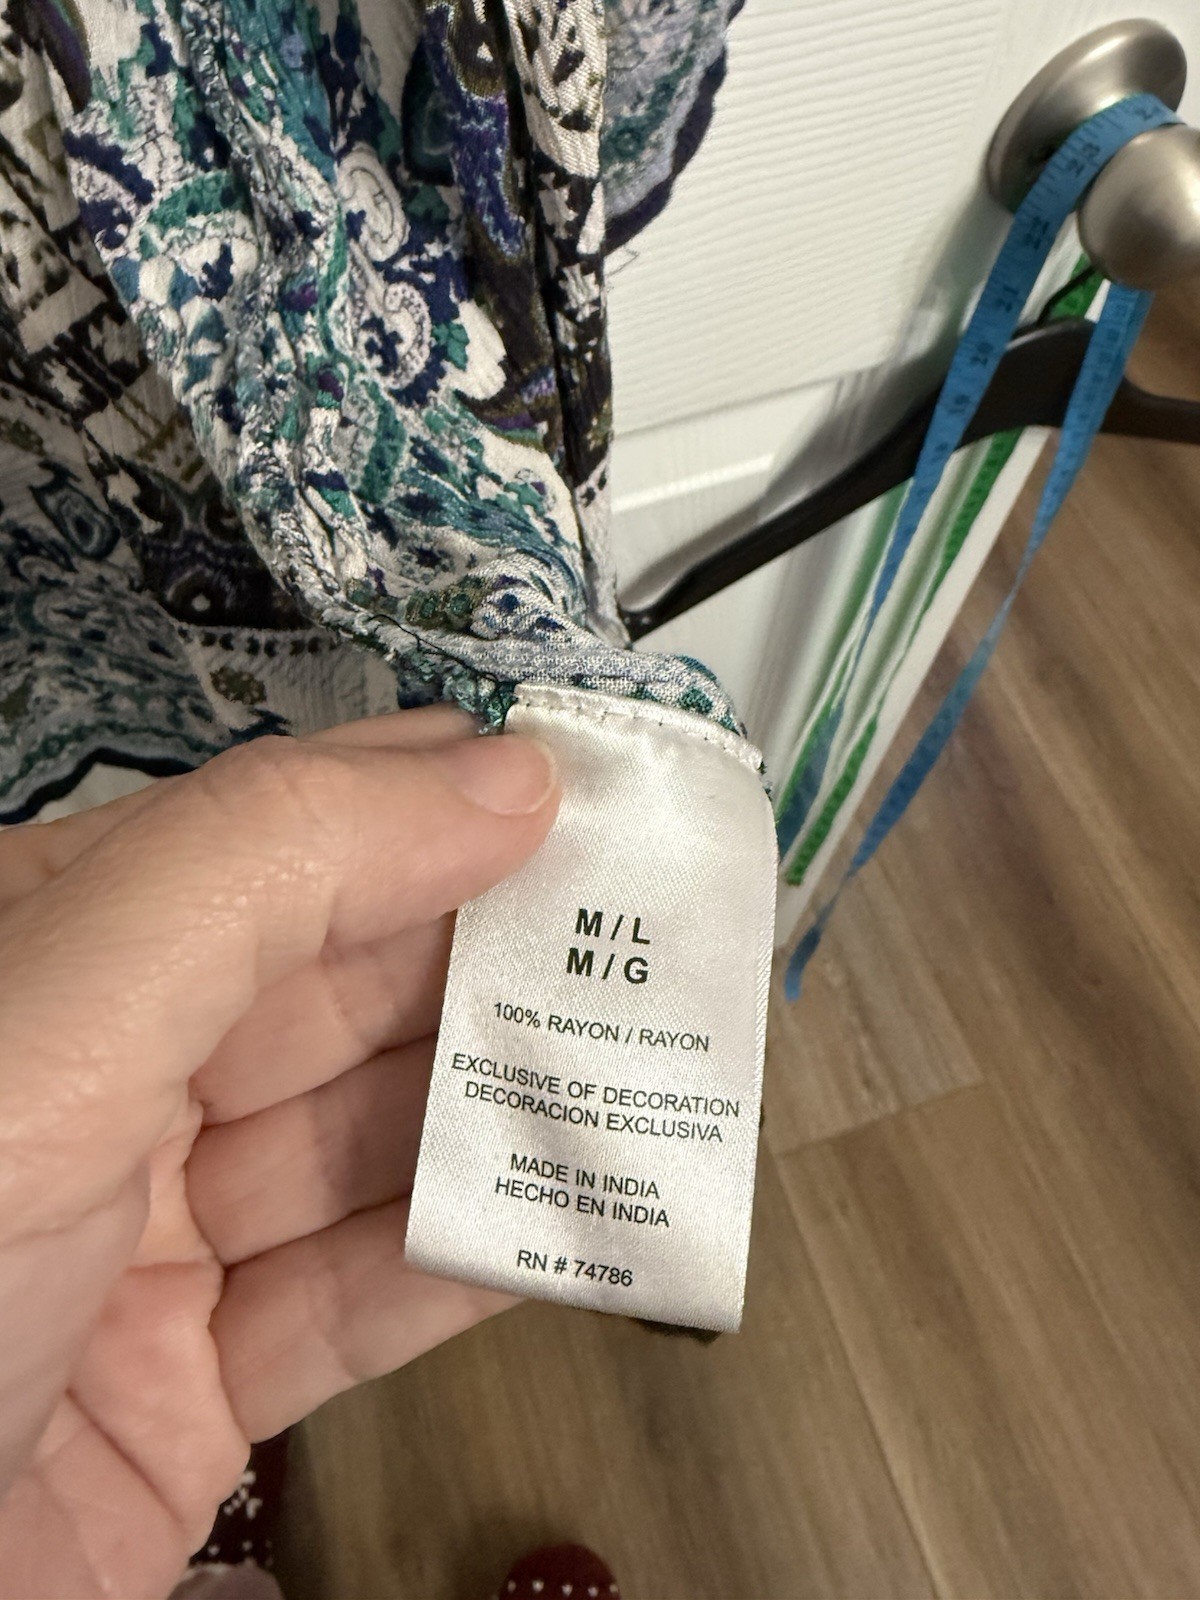 M / L
M / G
100% RAYON / RAYON
EXCLUSIVE OF DECORATION
DECORACION EXCLUSIVA
MADE IN INDIA
HECHO EN INDIA
RN # 74786